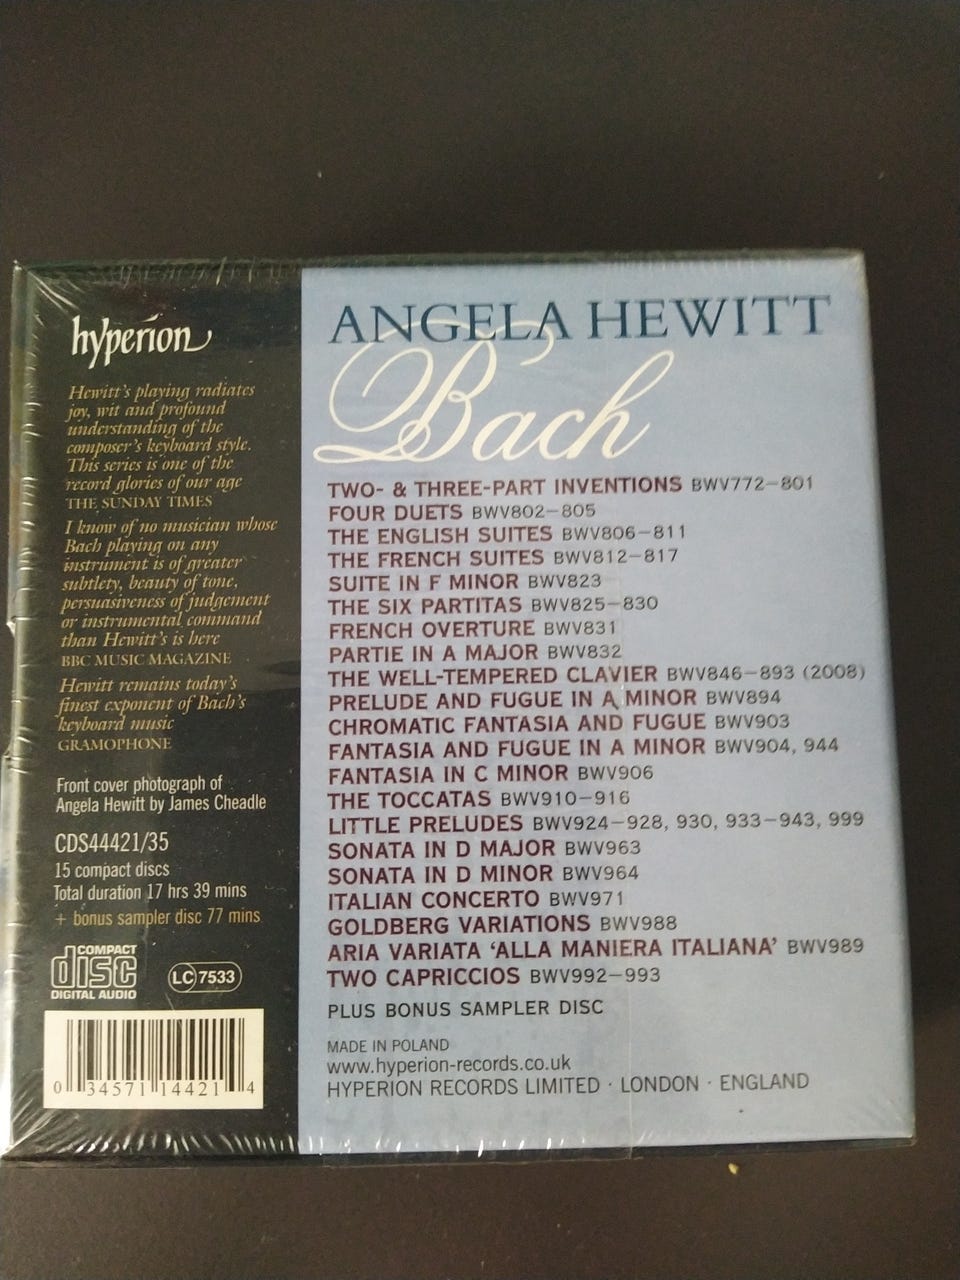 hyperion
Hewitt's playing radiates
joy, wit and profound
understanding of the
composer's keyboard style.
This series is one of the
record glories of our age
THE SUNDAY TIMES
I know of no musician whose
Bach playing on any
instrument is of greater
subtlety, beauty of tone,
persuasiveness of judgement
or instrumental command
than Hewitt's is here
BBC MUSIC MAGAZINE
Hewitt remains today's
finest exponent of Bach's
keyboard music
GRAMOPHONE
Front cover photograph of
Angela Hewitt by James Cheadle
CDS44421/35
15 compact discs
Total duration 17 hrs 39 mins
+ bonus sampler disc 77 mins
COMPACT
disc
DIGITAL AUDIO
LC 7533
0 34571 14421 4
ANGELA HEWITT
Bach
TWO- & THREE-PART INVENTIONS BWV772–801
FOUR DUETS BWV802–805
THE ENGLISH SUITES BWV806–811
THE FRENCH SUITES BWV812–817
SUITE IN F MINOR BWV823
THE SIX PARTITAS BWV825–830
FRENCH OVERTURE BWV831
PARTIE IN A MAJOR BWV832
THE WELL-TEMPERED CLAVIER BWV846–893 (2008)
PRELUDE AND FUGUE IN A MINOR BWV894
CHROMATIC FANTASIA AND FUGUE BWV903
FANTASIA AND FUGUE IN A MINOR BWV904, 944
FANTASIA IN C MINOR BWV906
THE TOCCATAS BWV910–916
LITTLE PRELUDES BWV924–928, 930, 933–943, 999
SONATA IN D MAJOR BWV963
SONATA IN D MINOR BWV964
ITALIAN CONCERTO BWV971
GOLDBERG VARIATIONS BWV988
ARIA VARIATA 'ALLA MANIERA ITALIANA' BWV989
TWO CAPRICCIOS BWV992–993
PLUS BONUS SAMPLER DISC
MADE IN POLAND
www.hyperion-records.co.uk
HYPERION RECORDS LIMITED · LONDON · ENGLAND